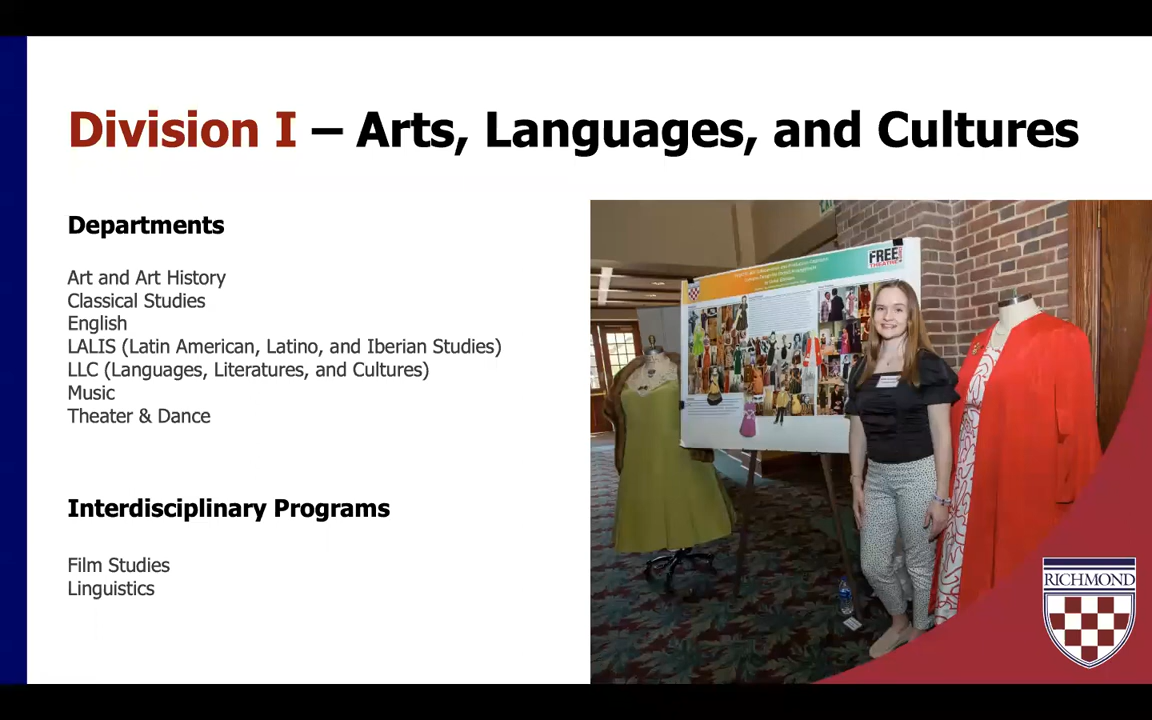 Division I – Arts, Languages, and Cultures
Departments
Art and Art History
Classical Studies
English
LALIS (Latin American, Latino, and Iberian Studies)
LLC (Languages, Literatures, and Cultures)
Music
Theater & Dance
Interdisciplinary Programs
Film Studies
Linguistics
FREE
THEATRE
RICHMOND